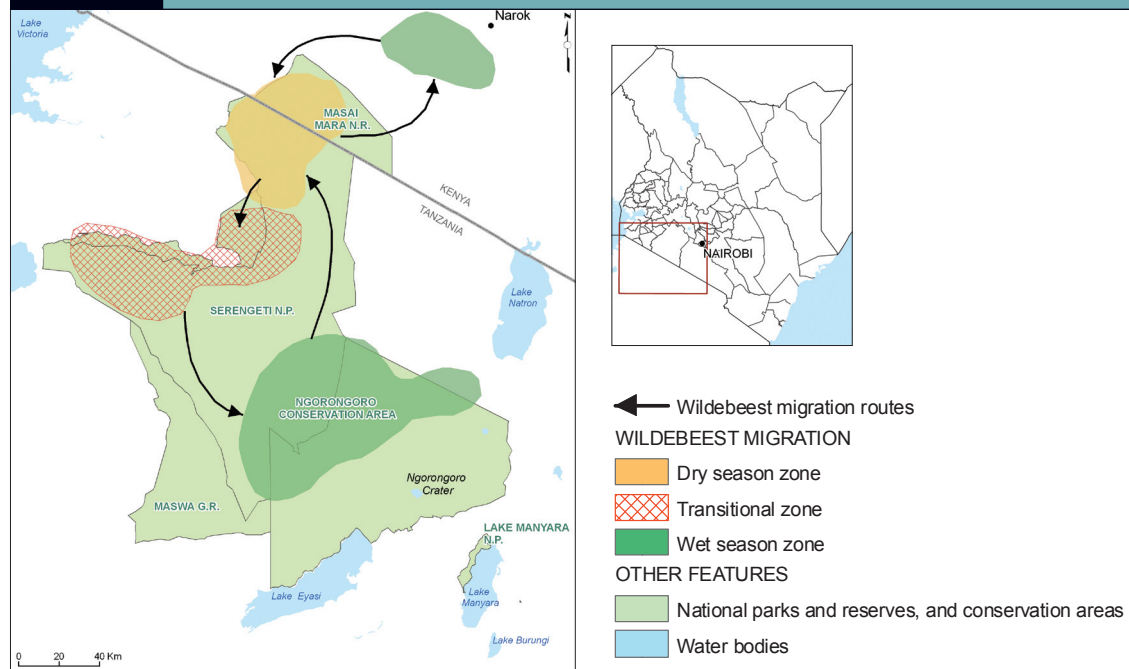 Lake
Victoria
Narok
N
MASAI
MARA N.R.
KENYA
TANZANIA
SERENGETI N.P.
Lake
Natron
NGORONGORO
CONSERVATION AREA
Ngorongoro
Crater
MASWA G.R.
LAKE MANYARA
N.P.
Lake Eyasi
Lake
Manyara
Lake Burungi
0 20 40 Km
NAIROBI
Wildebeest migration routes
WILDEBEEST MIGRATION
Dry season zone
Transitional zone
Wet season zone
OTHER FEATURES
National parks and reserves, and conservation areas
Water bodies